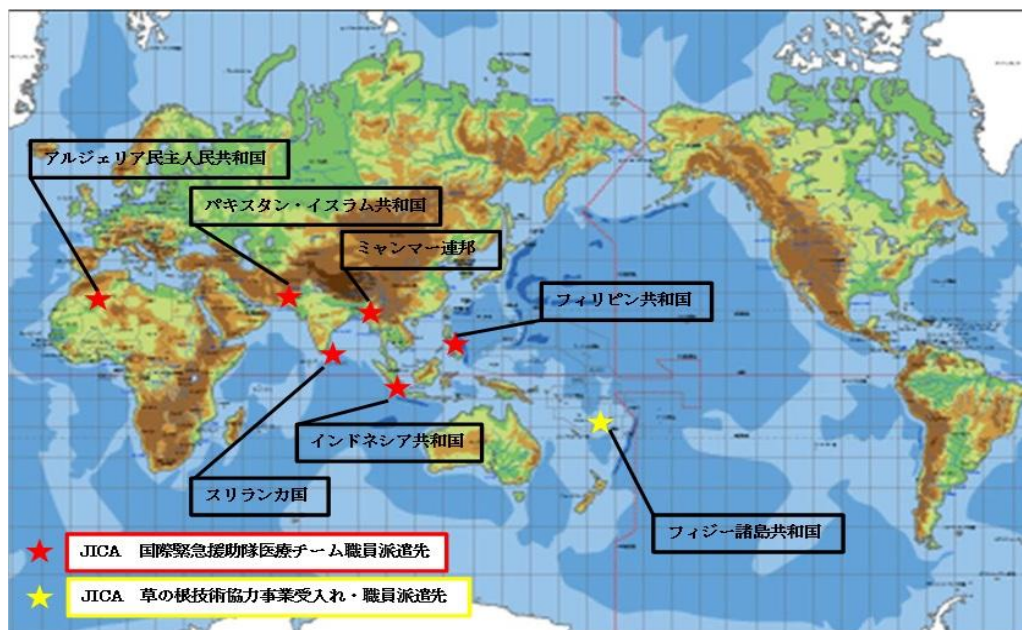 アルジェリア民主人民共和国
パキスタン・イスラム共和国
ミャンマー連邦
フィリピン共和国
インドネシア共和国
スリランカ国
フィジー諸島共和国
JICA 国際緊急援助隊医療チーム職員派遣先
JICA 草の根技術協力事業受入れ・職員派遣先